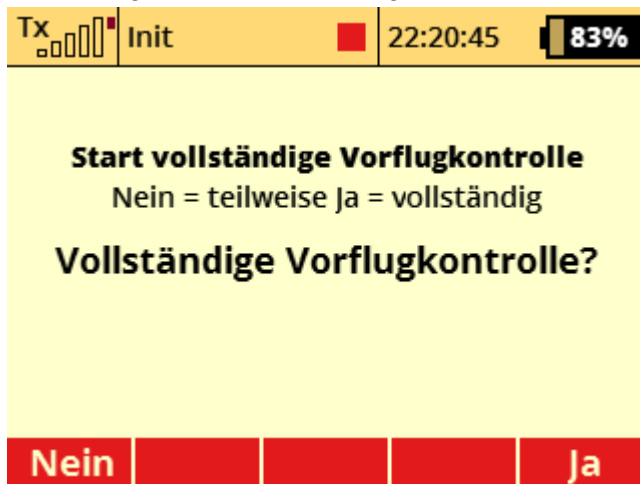 Tx Init 22:20:45 83%
Start vollständige Vorflugkontrolle
Nein = teilweise Ja = vollständig
Vollständige Vorflugkontrolle?
Nein Ja